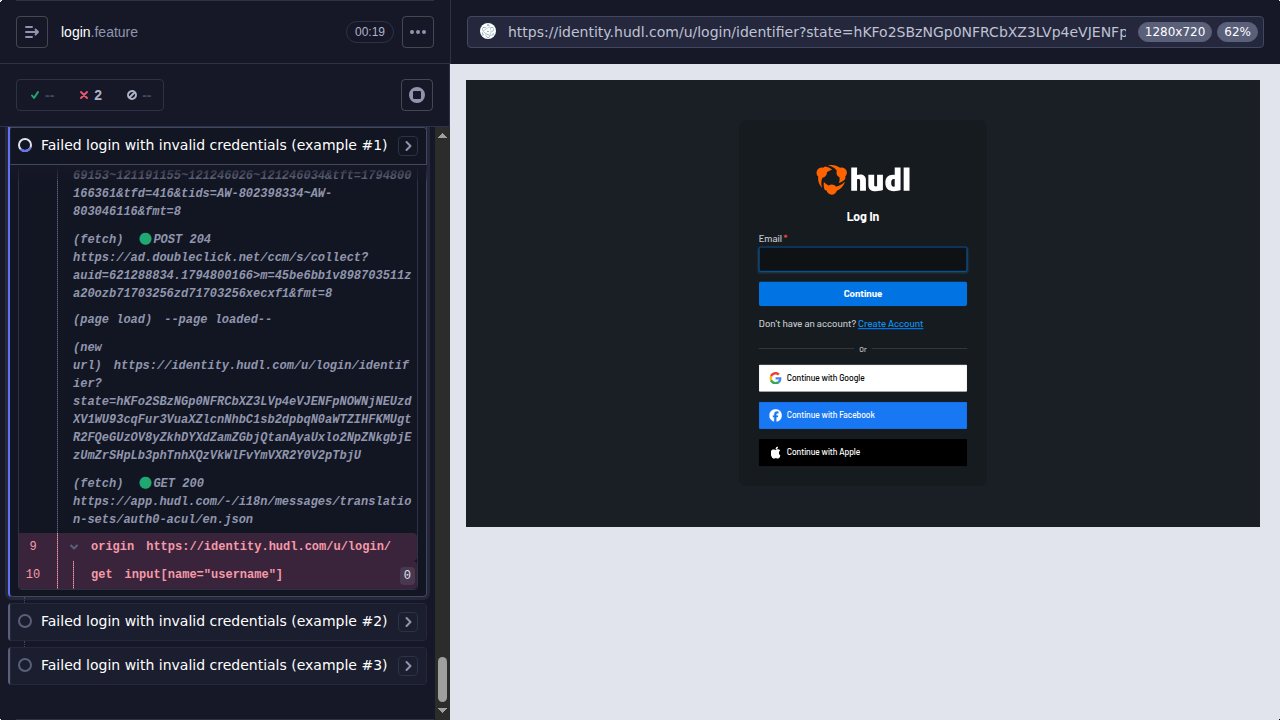 login.feature
00:19
https://identity.hudl.com/u/login/identifier?state=hKFo2SBzNGp0NFRCbXZ3LVp4eVJENFp
1280x720
62%
--
2
--
Failed login with invalid credentials (example #1)
69153~121191155~121246026~121246034&tft=1794800
166361&tfd=416&tids=AW-802398334~AW-
803046116&fmt=8
(fetch) POST 204
https://ad.doubleclick.net/ccm/s/collect?
auid=621288834.1794800166>m=45be6bb1v898703511z
a20ozb71703256zd71703256xecxf1&fmt=8
(page load) --page loaded--
(new
url) https://identity.hudl.com/u/login/identif
ier?
state=hKFo2SBzNGp0NFRCbXZ3LVp4eVJENFpNOWNjNEUzd
XV1WU93cqFur3VuaXZlcnNhbC1sb2dpbqN0aWTZIHFKMUgt
R2FQeGUzOV8yZkhDYXdZamZGbjQtanAyaUxlo2NpZNkgbjE
zUmZrSHpLb3phTnhXQzVkWlFvYmVXR2Y0V2pTbjU
(fetch) GET 200
https://app.hudl.com/-/i18n/messages/translatio
n-sets/auth0-acul/en.json
9 origin https://identity.hudl.com/u/login/
10 get input[name="username"] 0
Failed login with invalid credentials (example #2)
Failed login with invalid credentials (example #3)
hudl
Log In
Email *
Continue
Don't have an account? Create Account
Or
Continue with Google
Continue with Facebook
Continue with Apple